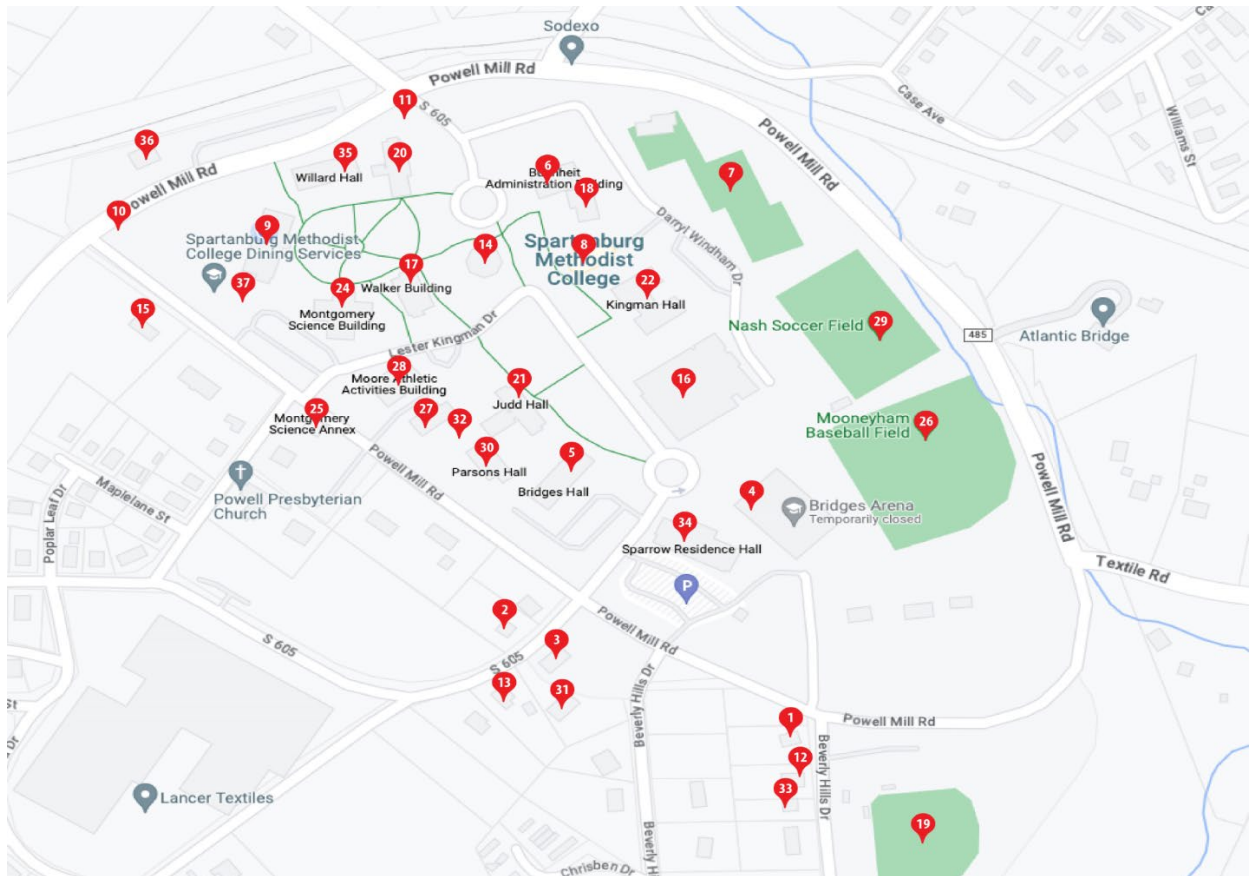 Sodexo
Powell Mill Rd
11
S 605
Case Ave
Williams St
Powell Mill Rd
36
35
20
Willard Hall
6
Administration Building
18
7
Powell Mill Rd
10
9
Spartanburg Methodist
College Dining Services
37
17
Walker Building
14
Spartanburg
Methodist
College
8
Darryl Windham Dr
22
Kingman Hall
24
Montgomery
Science Building
15
Lester Kingman Dr
Nash Soccer Field
29
485
Atlantic Bridge
28
Moore Athletic
Activities Building
21
Judd Hall
16
25
Montgomery
Science Annex
27
32
30
Parsons Hall
5
Bridges Hall
Mooneyham
Baseball Field
26
Powell Mill Rd
Maplelane St
Poplar Leaf Dr
Powell Presbyterian
Church
Powell Mill Rd
4
Bridges Arena
Temporarily closed
34
Sparrow Residence Hall
P
Textile Rd
2
3
S 605
S 605
13
31
Powell Mill Rd
Beverly Hills Dr
St
Dr
1
Powell Mill Rd
12
33
Beverly Hills Dr
Lancer Textiles
19
Beverly H
Chrisben Dr